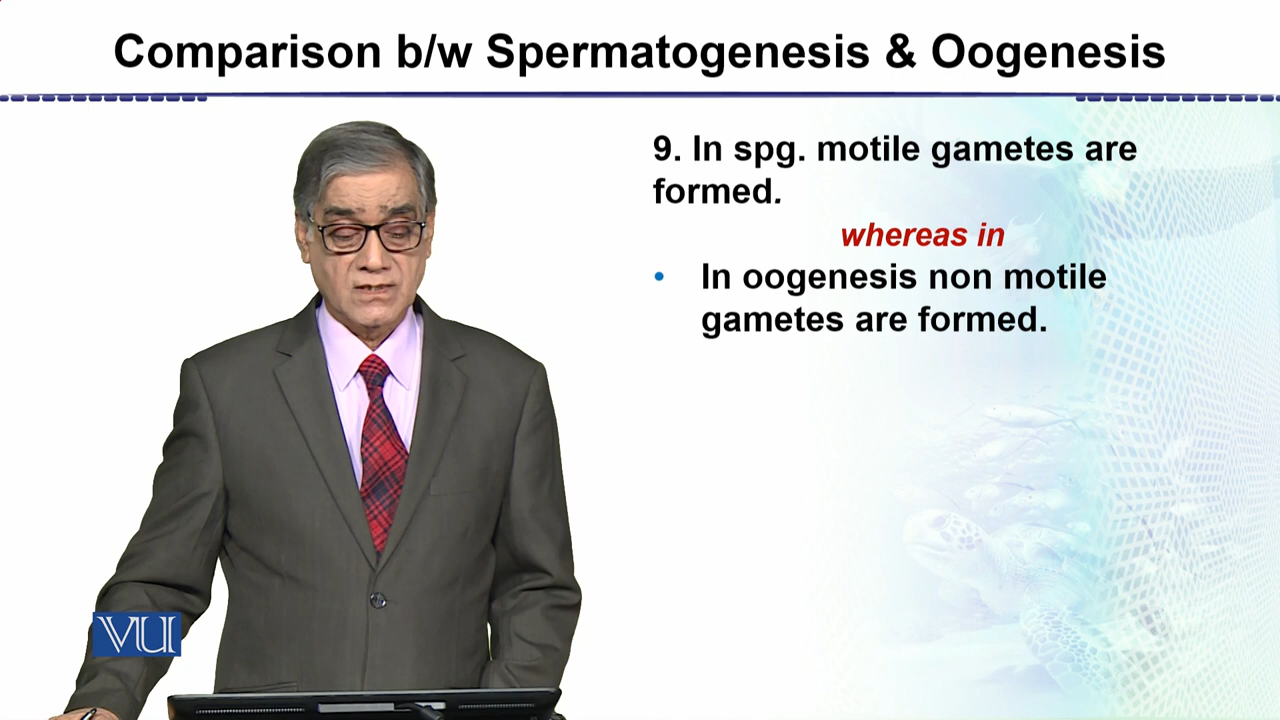 Comparison b/w Spermatogenesis & Oogenesis
9. In spg. motile gametes are
formed.
whereas in
• In oogenesis non motile
gametes are formed.
VU